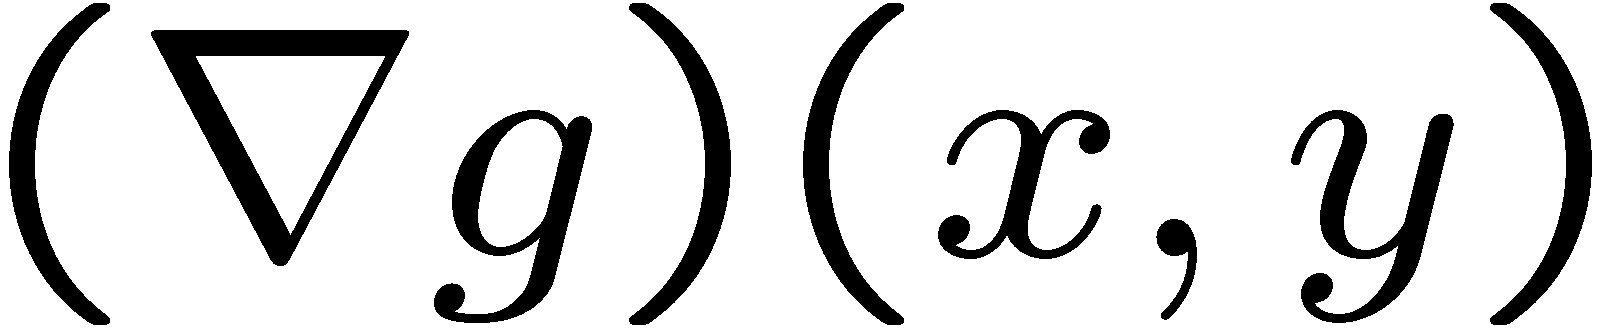 (∇g)(x, y)